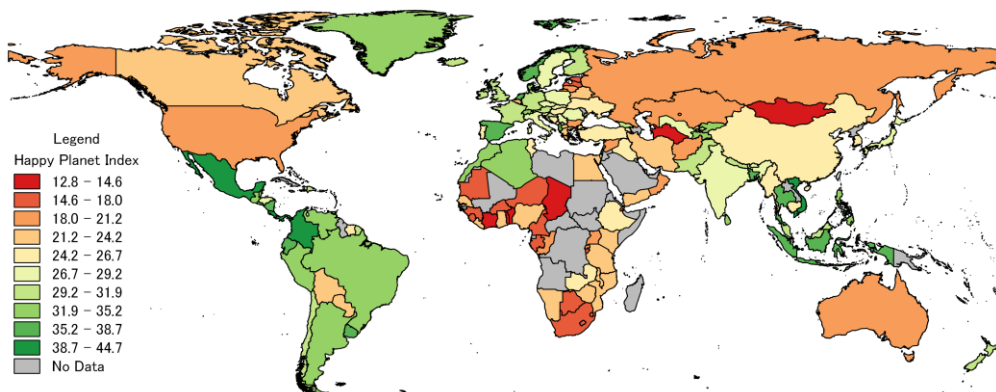 Legend
Happy Planet Index
12.8 – 14.6
14.6 – 18.0
18.0 – 21.2
21.2 – 24.2
24.2 – 26.7
26.7 – 29.2
29.2 – 31.9
31.9 – 35.2
35.2 – 38.7
38.7 – 44.7
No Data